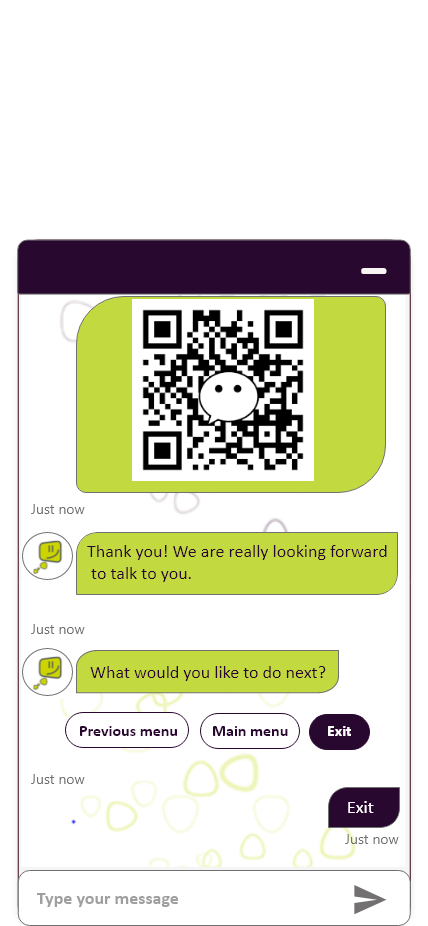 Just now
Thank you! We are really looking forward
to talk to you.
Just now
What would you like to do next?
Previous menu
Main menu
Exit
Just now
Exit
Just now
Type your message